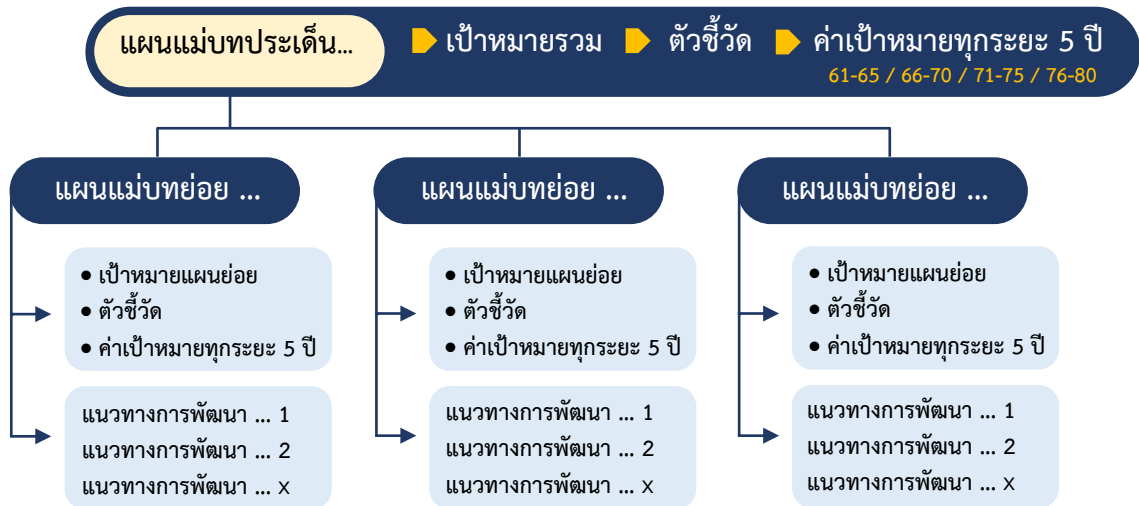 แผนแม่บทประเด็น... เป้าหมายรวม ตัวชี้วัด ค่าเป้าหมายทุกระยะ 5 ปี
61-65 / 66-70 / 71-75 / 76-80
แผนแม่บทย่อย ...
• เป้าหมายแผนย่อย
• ตัวชี้วัด
• ค่าเป้าหมายทุกระยะ 5 ปี
แนวทางการพัฒนา ... 1
แนวทางการพัฒนา ... 2
แนวทางการพัฒนา ... x
แผนแม่บทย่อย ...
• เป้าหมายแผนย่อย
• ตัวชี้วัด
• ค่าเป้าหมายทุกระยะ 5 ปี
แนวทางการพัฒนา ... 1
แนวทางการพัฒนา ... 2
แนวทางการพัฒนา ... x
แผนแม่บทย่อย ...
• เป้าหมายแผนย่อย
• ตัวชี้วัด
• ค่าเป้าหมายทุกระยะ 5 ปี
แนวทางการพัฒนา ... 1
แนวทางการพัฒนา ... 2
แนวทางการพัฒนา ... x